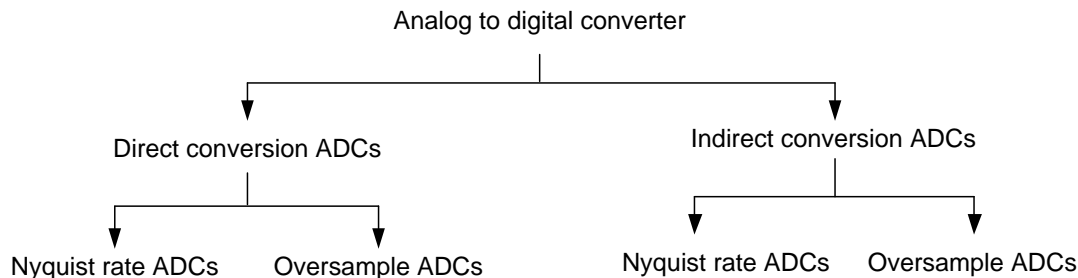 Analog to digital converter
Direct conversion ADCs
Indirect conversion ADCs
Nyquist rate ADCs
Oversample ADCs
Nyquist rate ADCs
Oversample ADCs